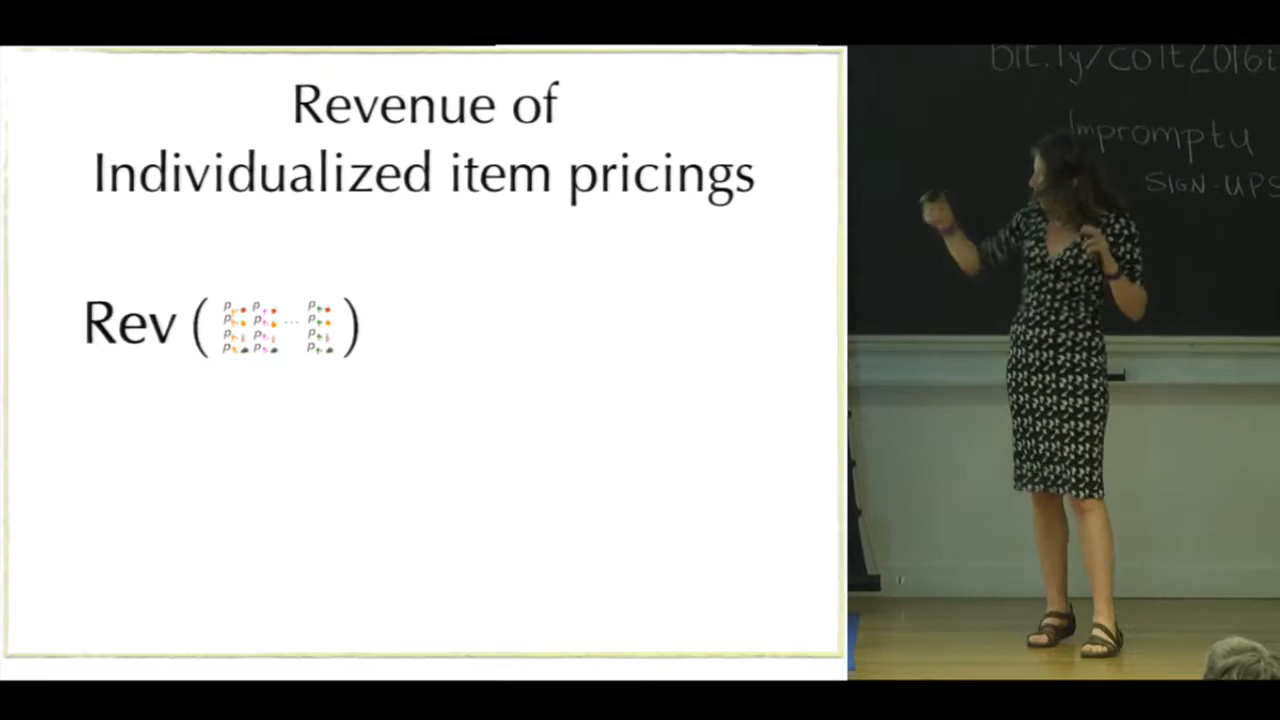 Revenue of
Individualized item pricings
Rev ( p p ... p
p p p
p p p
p p p )
bit.ly/colt2016i
Impromptu
SIGN-UPS